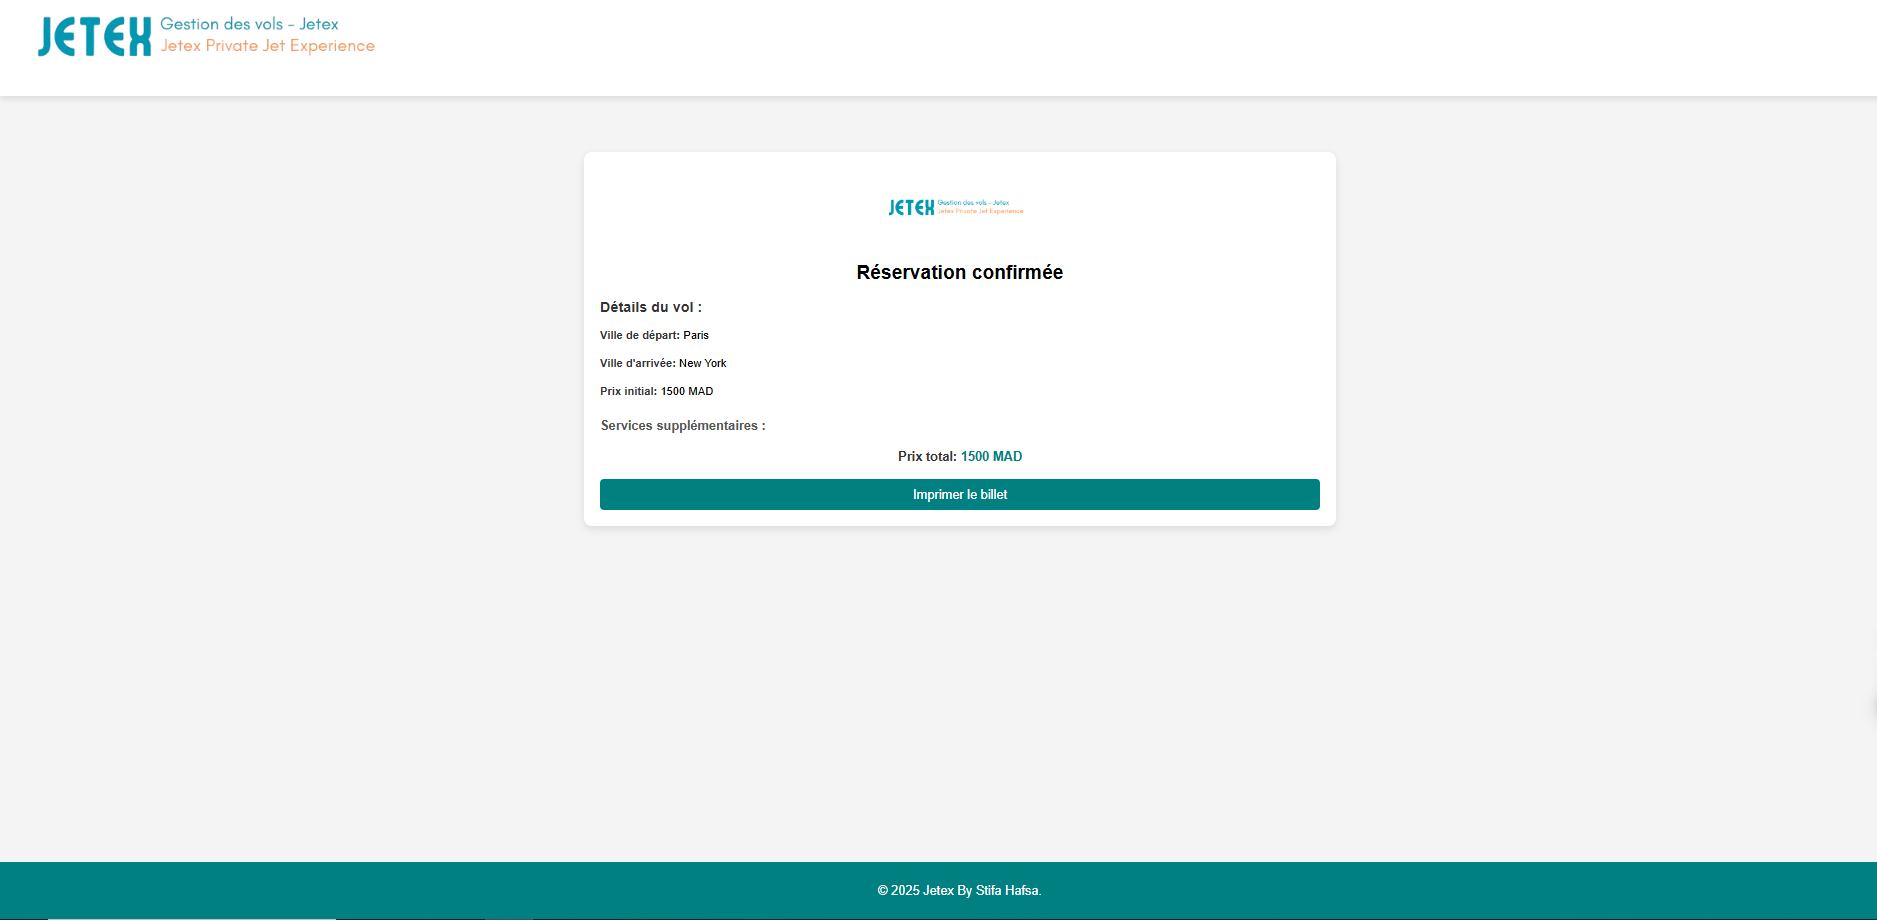 JETEX
Gestion des vols - Jetex
Jetex Private Jet Experience
JETEX
Gestion des vols - Jetex
Jetex Private Jet Experience
Réservation confirmée
Détails du vol :
Ville de départ: Paris
Ville d'arrivée: New York
Prix initial: 1500 MAD
Services supplémentaires :
Prix total: 1500 MAD
Imprimer le billet
© 2025 Jetex By Stifa Hafsa.